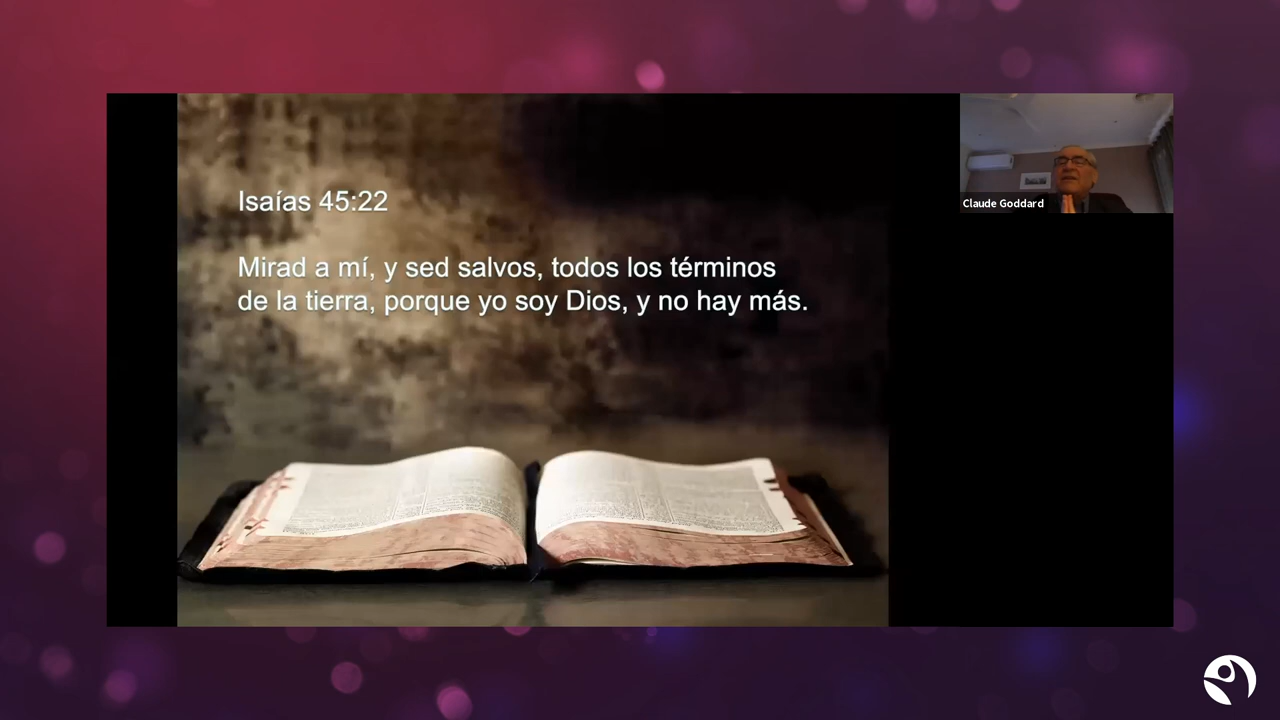 Isaías 45:22
Mirad a mí, y sed salvos, todos los términos
de la tierra, porque yo soy Dios, y no hay más.
Claude Goddard